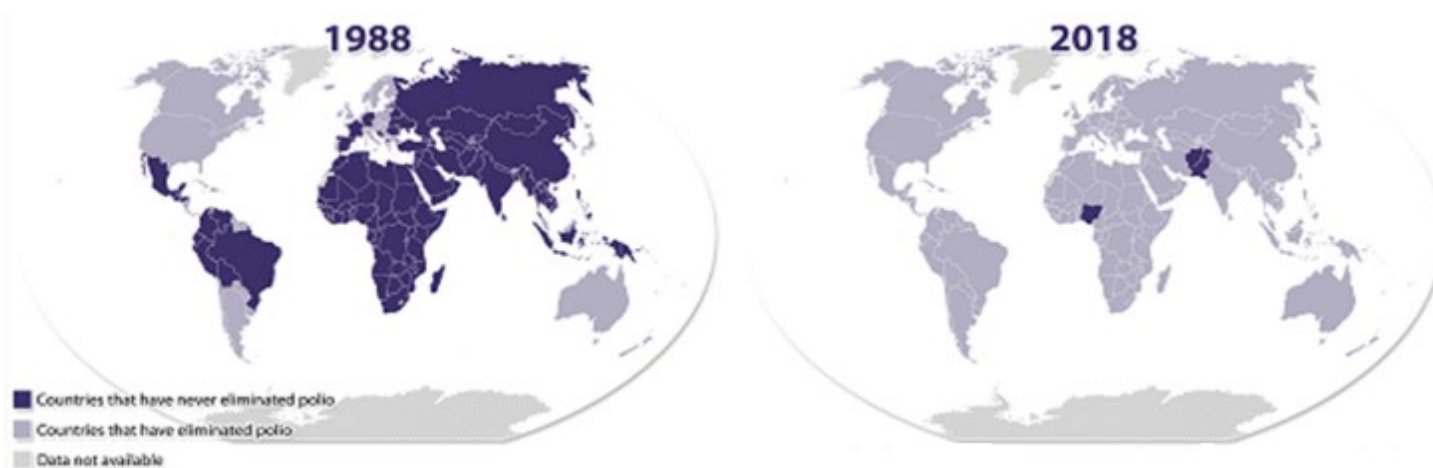 1988
2018
Countries that have never eliminated polio
Countries that have eliminated polio
Data not available